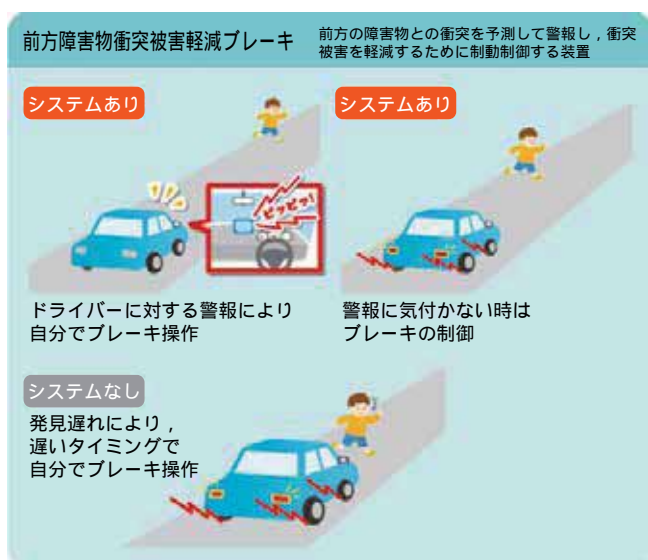 前方障害物衝突被害軽減ブレーキ
前方の障害物との衝突を予測して警報し，衝突
被害を軽減するために制動制御する装置
システムあり
ピッピッ!
ドライバーに対する警報により
自分でブレーキ操作
システムあり
警報に気付かない時は
ブレーキの制御
システムなし
発見遅れにより，
遅いタイミングで
自分でブレーキ操作